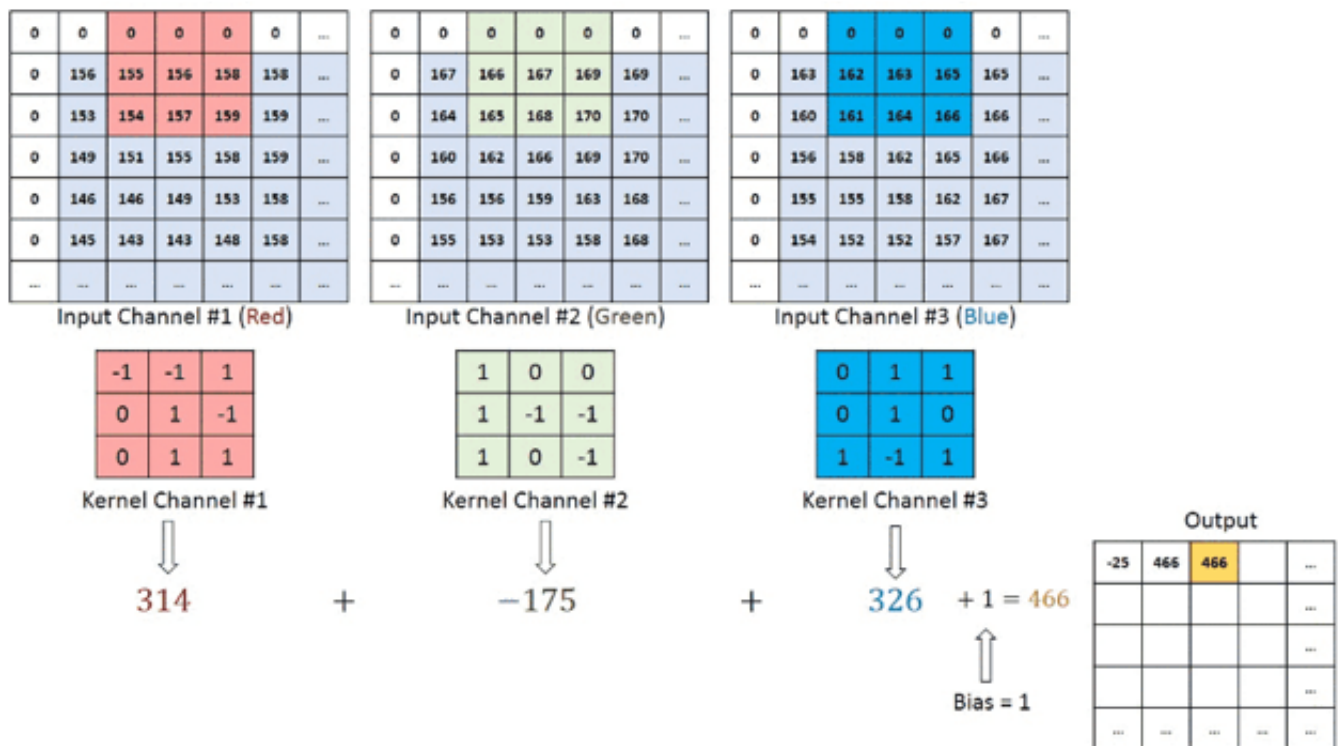 0 0 0 0 0 0 ... 0 0 0 0 0 0 ... 0 0 0 0 0 0 ...
0 156 155 156 158 158 ... 0 167 166 167 169 169 ... 0 163 162 163 165 165 ...
0 153 154 157 159 159 ... 0 164 165 168 170 170 ... 0 160 161 164 166 166 ...
0 149 151 155 158 159 ... 0 160 162 166 169 170 ... 0 156 158 162 165 166 ...
0 146 146 149 153 158 ... 0 156 156 159 163 168 ... 0 155 155 158 162 167 ...
0 145 143 143 148 158 ... 0 155 153 153 158 168 ... 0 154 152 152 157 167 ...
... ... ... ... ... ... ... ... ... ... ... ... ... ... ... ... ... ... ... ... ...
Input Channel #1 (Red) Input Channel #2 (Green) Input Channel #3 (Blue)
-1 -1 1 1 0 0 0 1 1
0 1 -1 1 -1 -1 0 1 0
0 1 1 1 0 -1 1 -1 1
Kernel Channel #1 Kernel Channel #2 Kernel Channel #3
Output
-25 466 466 ...
314 + −175 + 326 + 1 = 466 ...
...
Bias = 1 ...
... ... ... ... ...